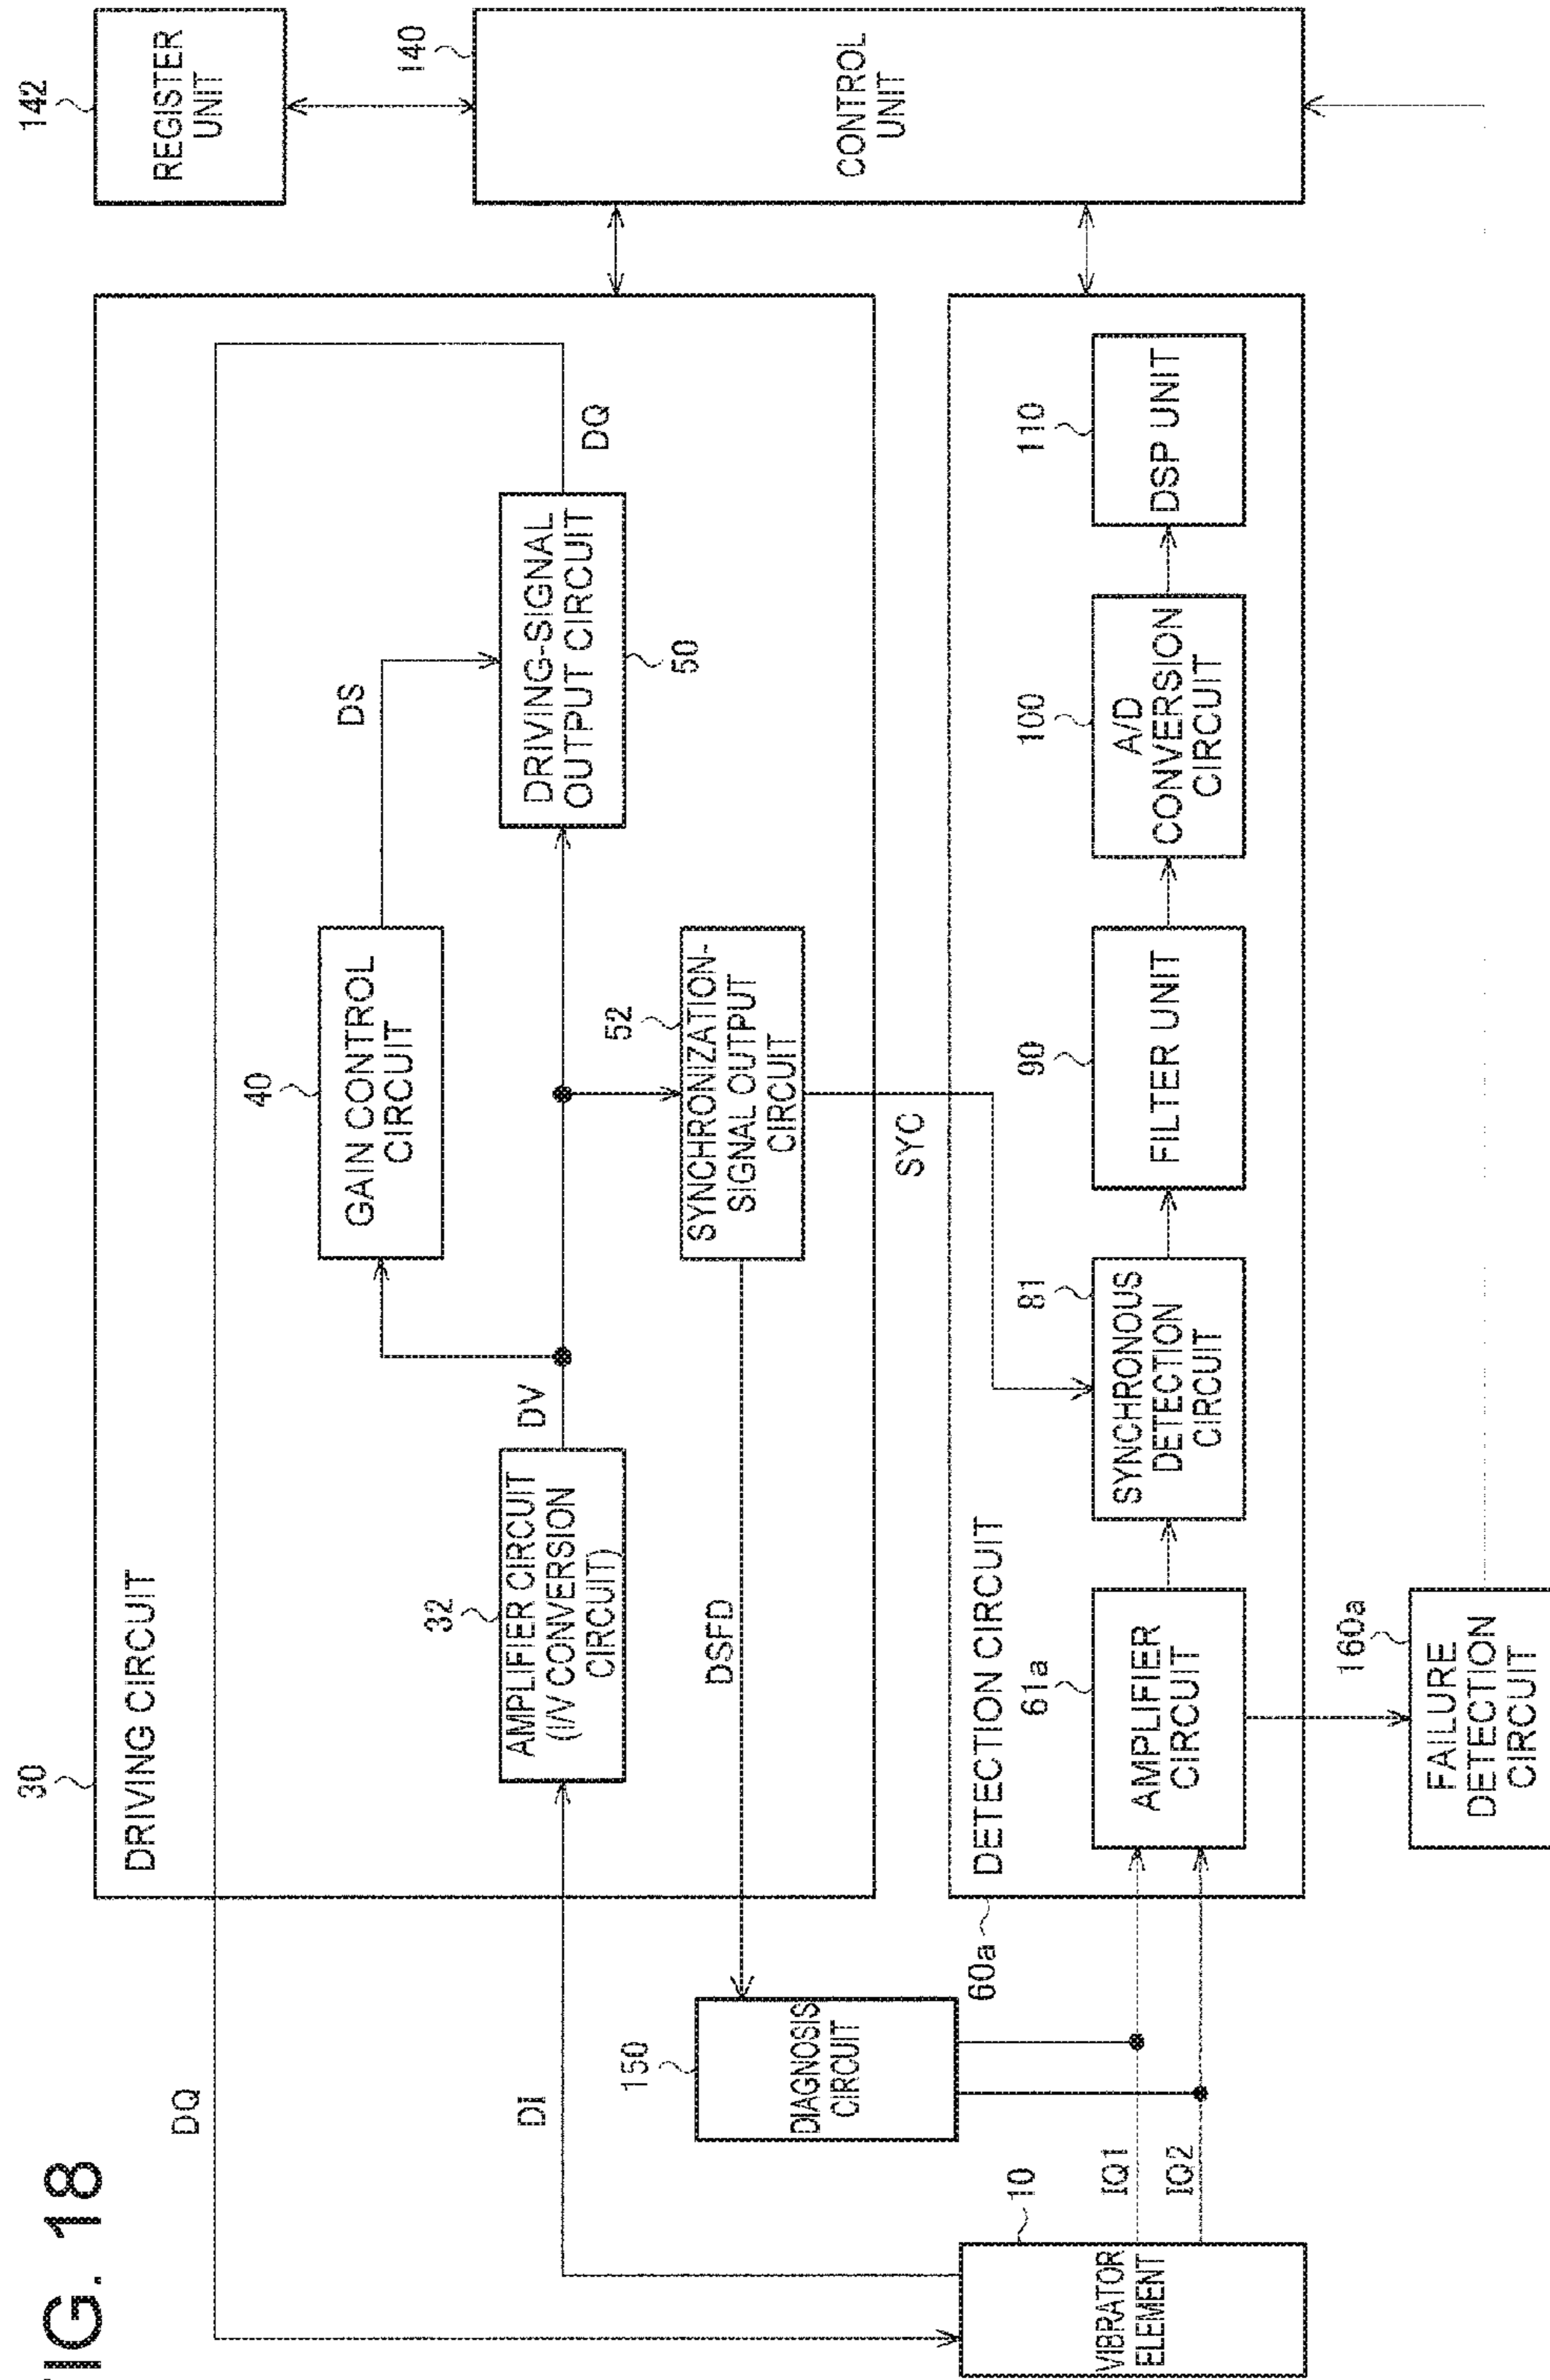 FIG. 18
30
DRIVING CIRCUIT
DQ
DI
32
AMPLIFIER CIRCUIT
(I/V CONVERSION
CIRCUIT)
DV
40
GAIN CONTROL
CIRCUIT
DS
DRIVING-SIGNAL
OUTPUT CIRCUIT
50
DQ
52
SYNCHRONIZATION-
SIGNAL OUTPUT
CIRCUIT
DSFD
SYC
142
REGISTER
UNIT
140
CONTROL
UNIT
150
DIAGNOSIS
CIRCUIT
10
VIBRATOR
ELEMENT
IQ1
IQ2
60a
DETECTION CIRCUIT
61a
AMPLIFIER
CIRCUIT
81
SYNCHRONOUS
DETECTION
CIRCUIT
90
FILTER UNIT
100
A/D
CONVERSION
CIRCUIT
110
DSP UNIT
160a
FAILURE
DETECTION
CIRCUIT